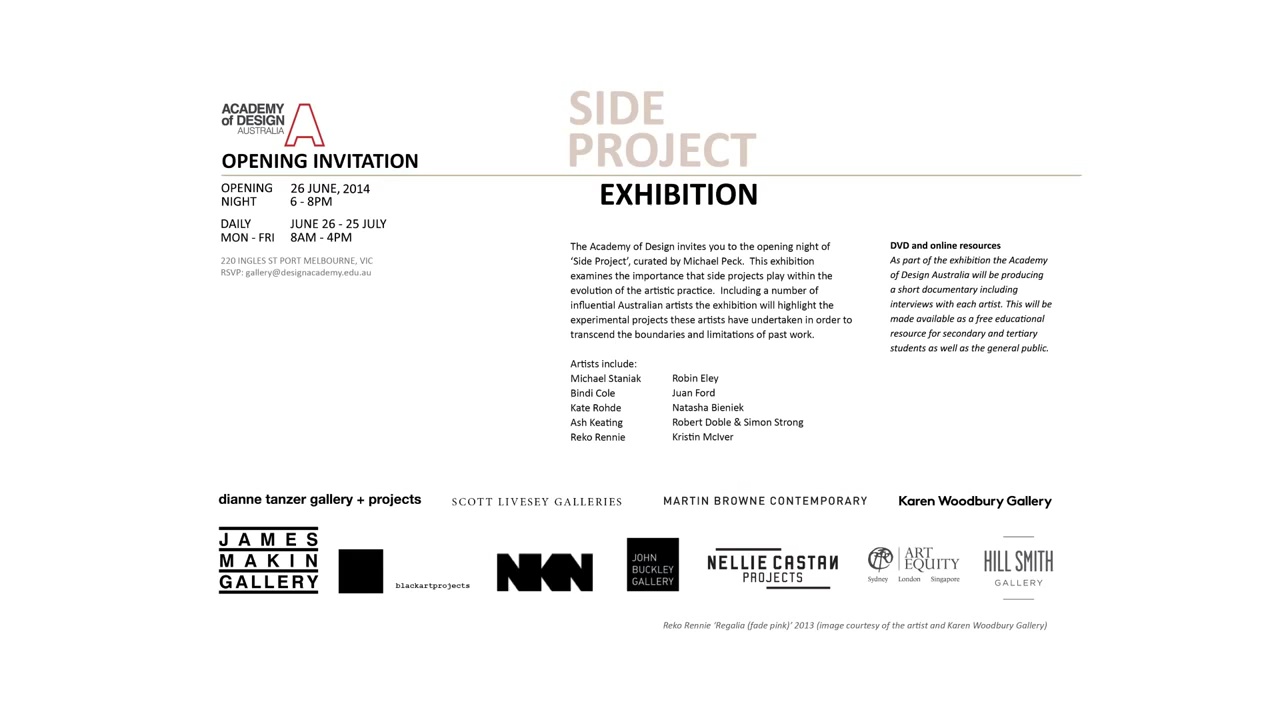 ACADEMY
of DESIGN
AUSTRALIA
A
OPENING INVITATION
OPENING NIGHT 26 JUNE, 2014
6 - 8PM
DAILY JUNE 26 - 25 JULY
MON - FRI 8AM - 4PM
220 INGLES ST PORT MELBOURNE, VIC
RSVP: gallery@designacademy.edu.au
SIDE
PROJECT
EXHIBITION
The Academy of Design invites you to the opening night of
‘Side Project’, curated by Michael Peck. This exhibition
examines the importance that side projects play within the
evolution of the artistic practice. Including a number of
influential Australian artists the exhibition will highlight the
experimental projects these artists have undertaken in order to
transcend the boundaries and limitations of past work.
Artists include:
Michael Staniak Robin Eley
Bindi Cole Juan Ford
Kate Rohde Natasha Bieniek
Ash Keating Robert Doble & Simon Strong
Reko Rennie Kristin McIver
DVD and online resources
As part of the exhibition the Academy
of Design Australia will be producing
a short documentary including
interviews with each artist. This will be
made available as a free educational
resource for secondary and tertiary
students as well as the general public.
dianne tanzer gallery + projects
SCOTT LIVESEY GALLERIES
MARTIN BROWNE CONTEMPORARY
Karen Woodbury Gallery
JAMES
MAKIN
GALLERY
blackartprojects
NKN
JOHN
BUCKLEY
GALLERY
NELLIE CASTAN
PROJECTS
ART
EQUITY
Sydney London Singapore
HILL SMITH
GALLERY
Reko Rennie ‘Regalia (fade pink)’ 2013 (image courtesy of the artist and Karen Woodbury Gallery)